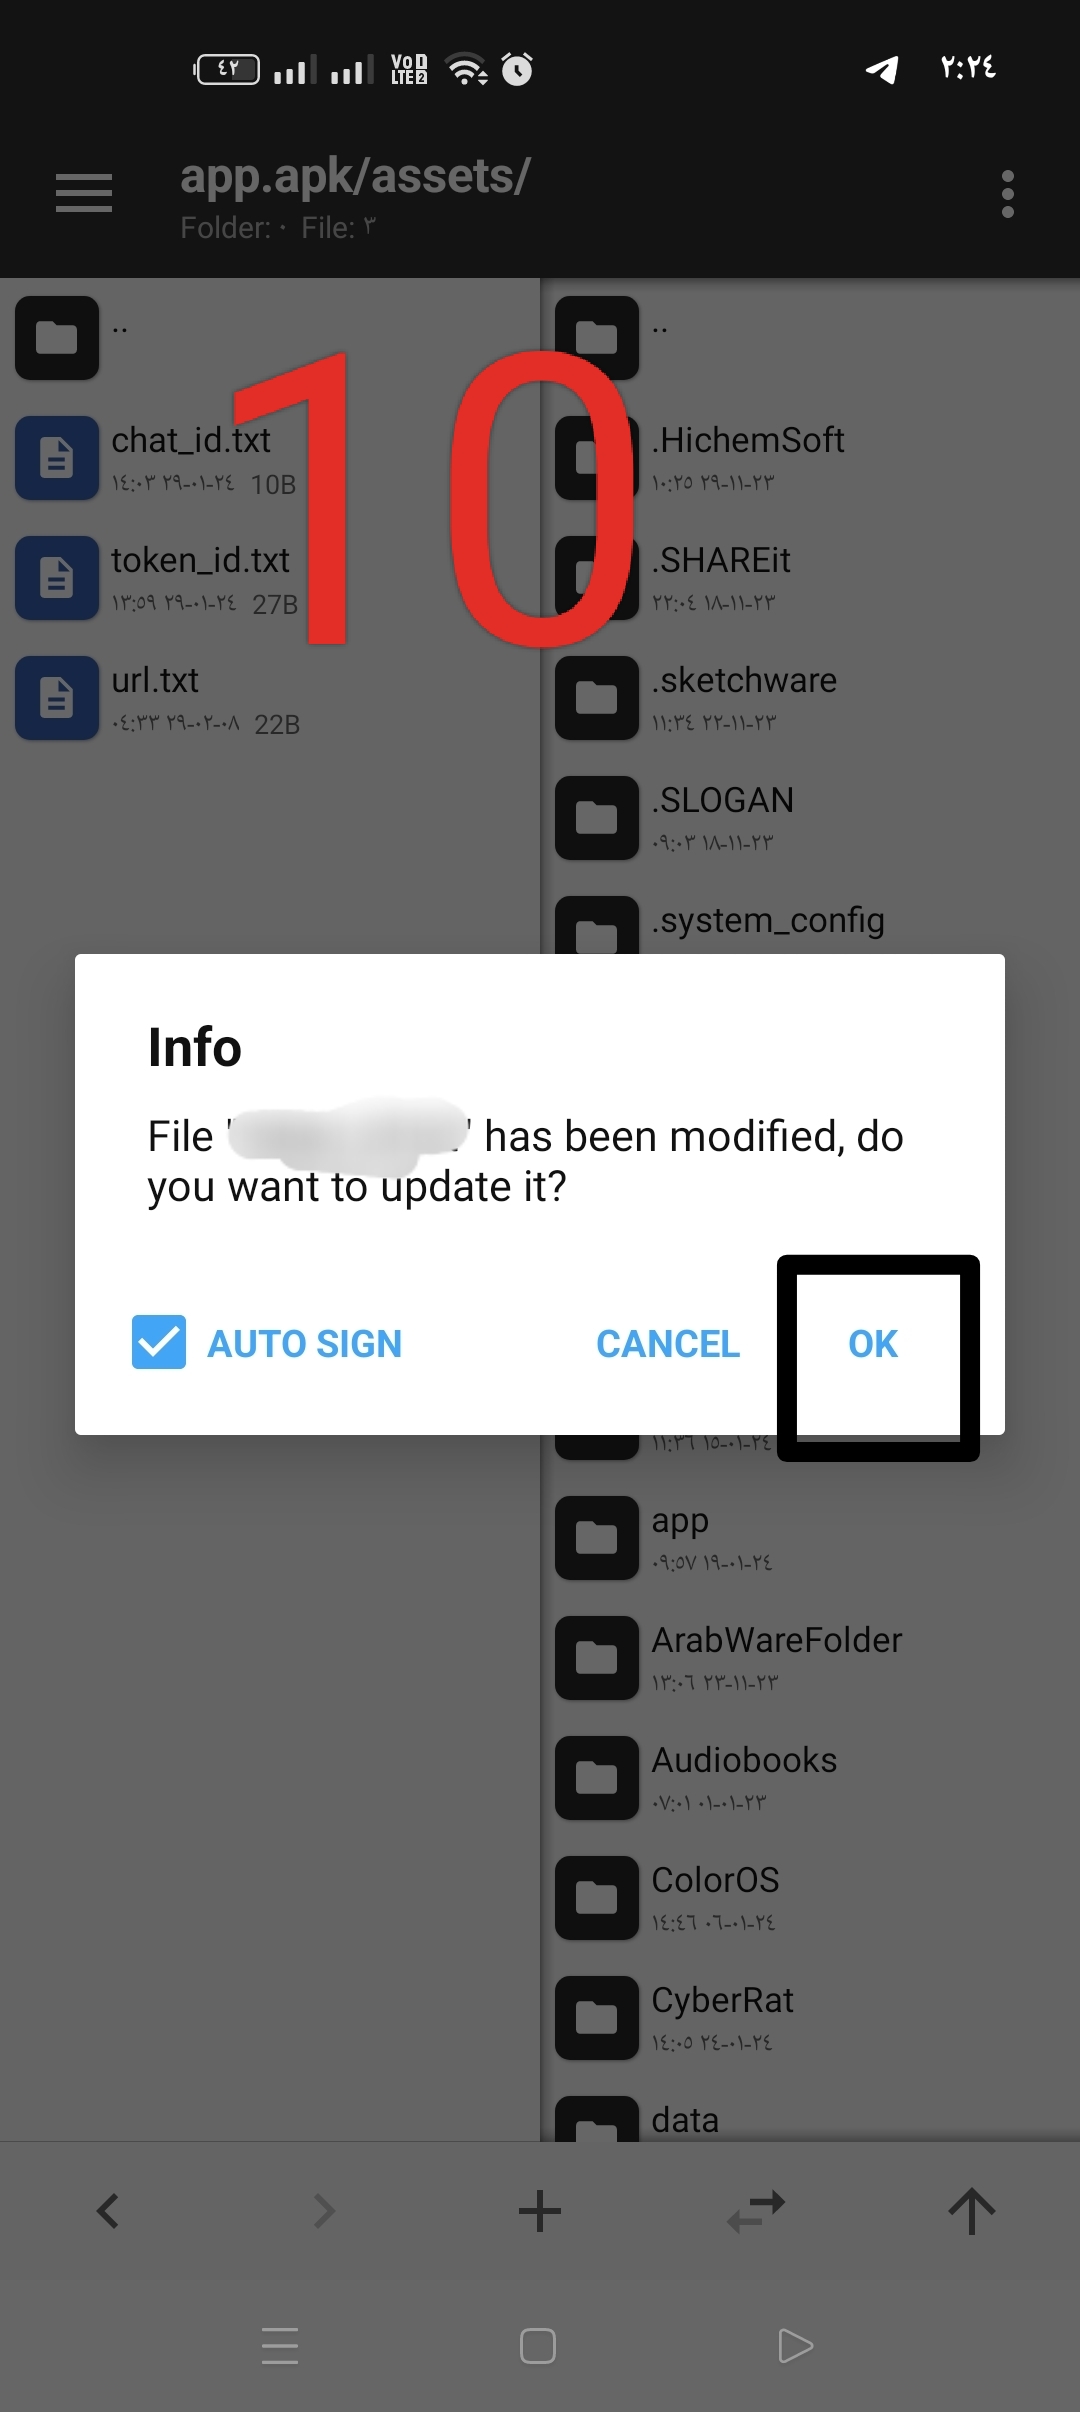 ٤٢
VoD
LTE2
٢:٢٤
app.apk/assets/
Folder: ٠ File: ٣
..
chat_id.txt
١٤:٠٣ ٢٩-٠١-٢٤ 10B
token_id.txt
١٣:٥٩ ٢٩-٠١-٢٤ 27B
url.txt
٠٤:٣٣ ٢٩-٠٢-٠٨ 22B
10
..
.HichemSoft
١٠:٢٥ ٢٩-١١-٢٣
.SHAREit
٢٢:٠٤ ١٨-١١-٢٣
.sketchware
١١:٣٤ ٢٢-١١-٢٣
.SLOGAN
٠٩:٠٣ ١٨-١١-٢٣
.system_config
Info
File ' ' has been modified, do
you want to update it?
AUTO SIGN
CANCEL
OK
١١:٣٦ ١٥-٠١-٢٤
app
٠٩:٥٧ ١٩-٠١-٢٤
ArabWareFolder
١٣:٠٦ ٢٣-١١-٢٣
Audiobooks
٠٧:٠١ ٠١-٠١-٢٣
ColorOS
١٤:٤٦ ٠٦-٠١-٢٤
CyberRat
١٤:٠٥ ٢٤-٠١-٢٤
data